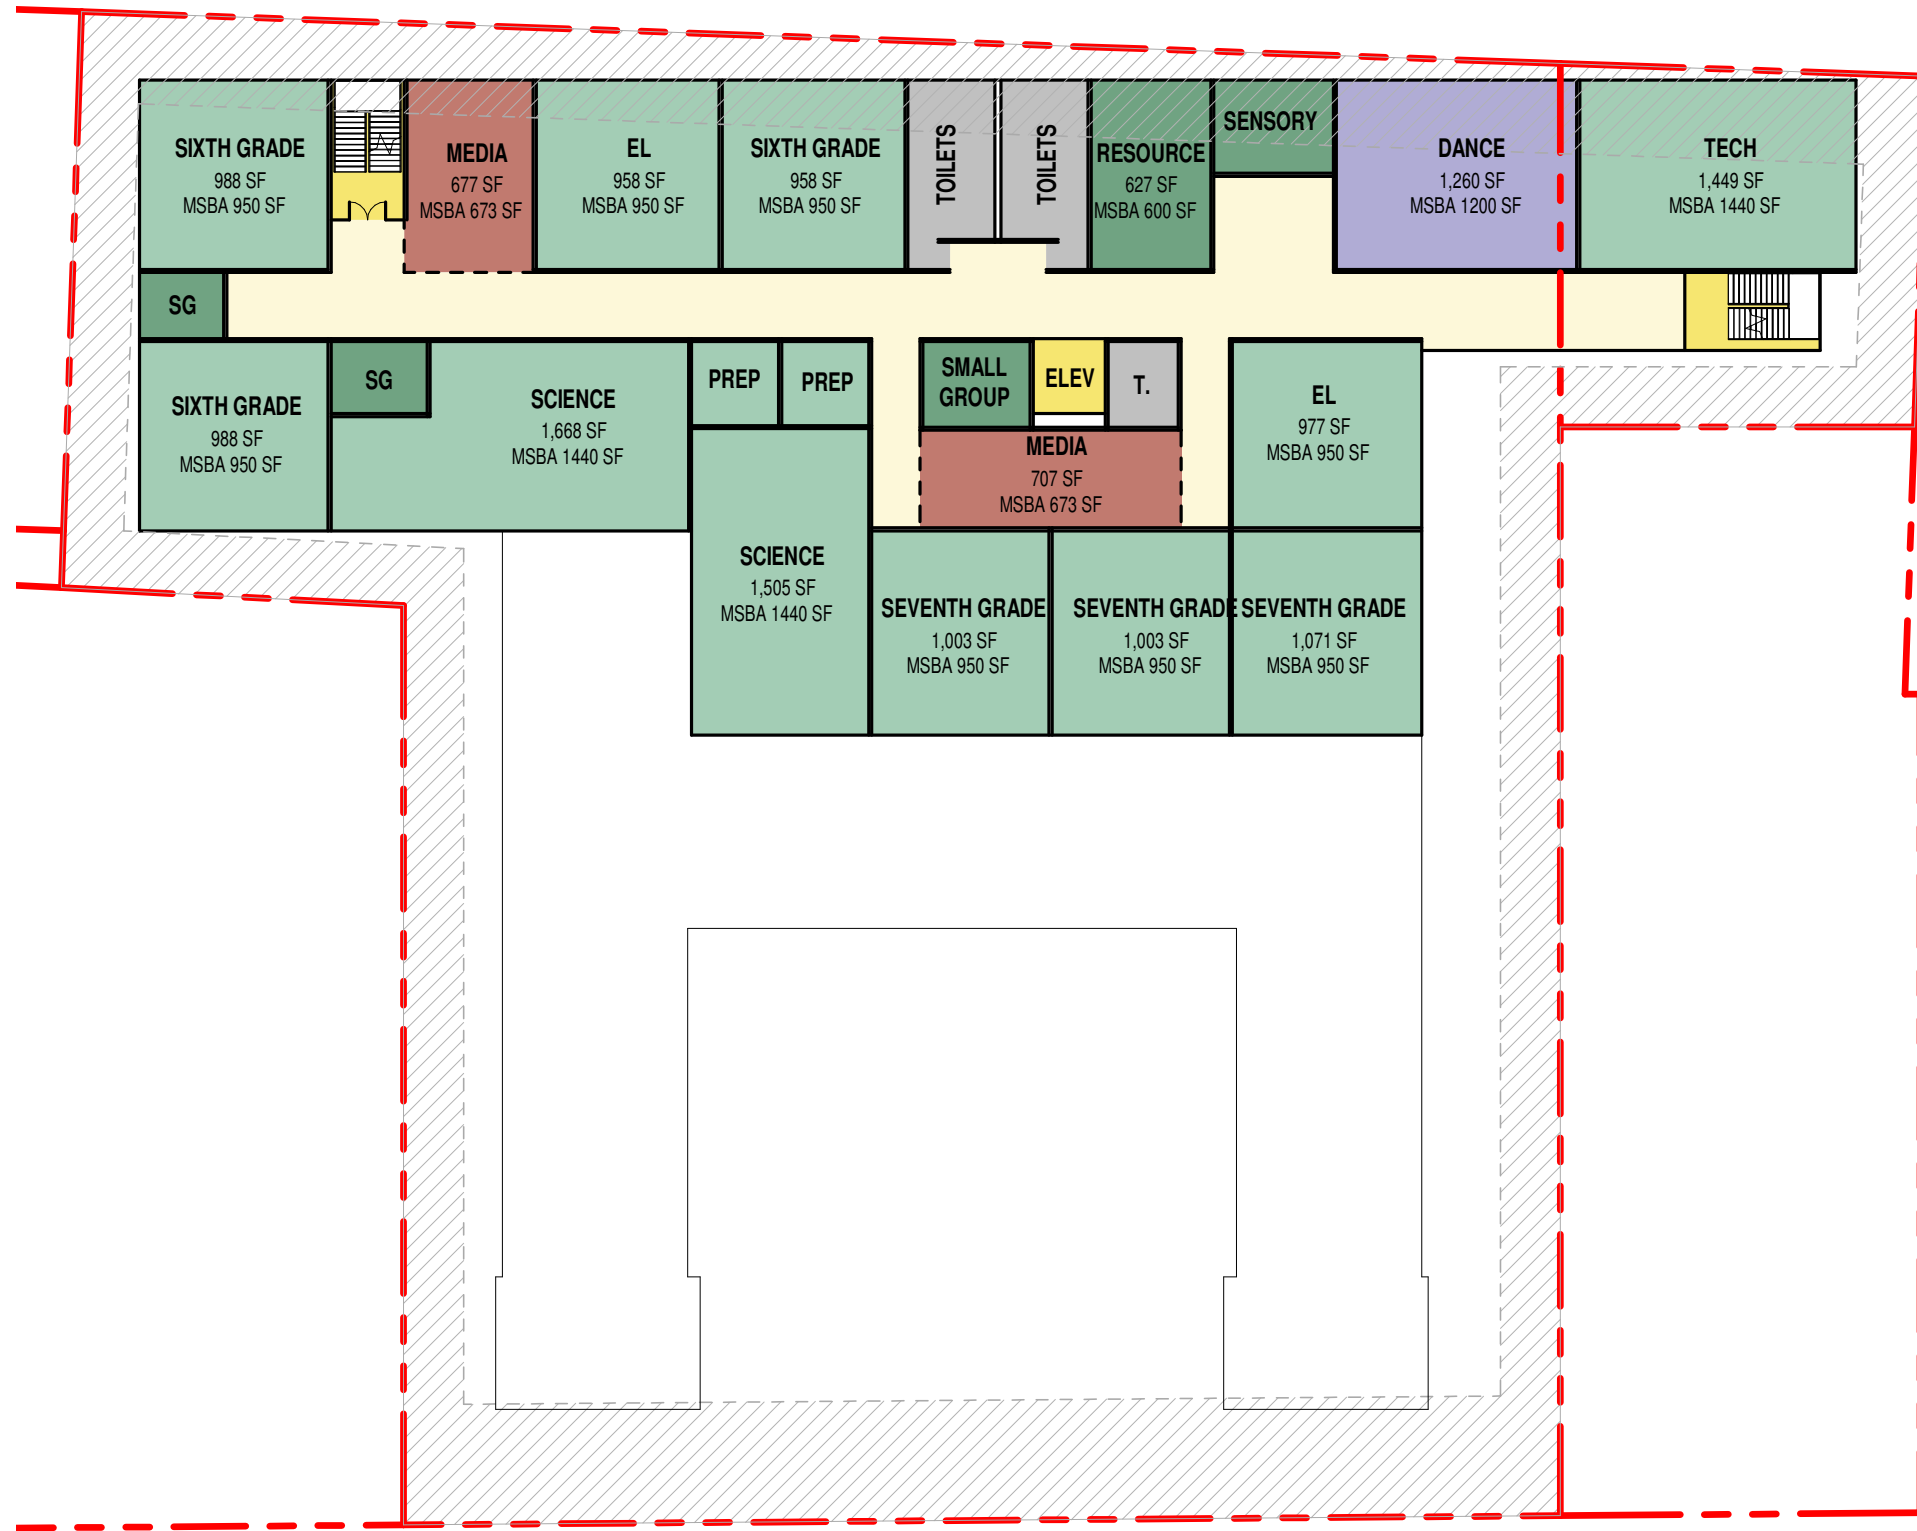 SIXTH GRADE
988 SF
MSBA 950 SF
MEDIA
677 SF
MSBA 673 SF
EL
958 SF
MSBA 950 SF
SIXTH GRADE
958 SF
MSBA 950 SF
TOILETS
TOILETS
RESOURCE
627 SF
MSBA 600 SF
SENSORY
DANCE
1,260 SF
MSBA 1200 SF
TECH
1,449 SF
MSBA 1440 SF
SG
SIXTH GRADE
988 SF
MSBA 950 SF
SG
SCIENCE
1,668 SF
MSBA 1440 SF
PREP
PREP
SMALL
GROUP
ELEV
T.
MEDIA
707 SF
MSBA 673 SF
EL
977 SF
MSBA 950 SF
SCIENCE
1,505 SF
MSBA 1440 SF
SEVENTH GRADE
1,003 SF
MSBA 950 SF
SEVENTH GRADE
1,003 SF
MSBA 950 SF
SEVENTH GRADE
1,071 SF
MSBA 950 SF